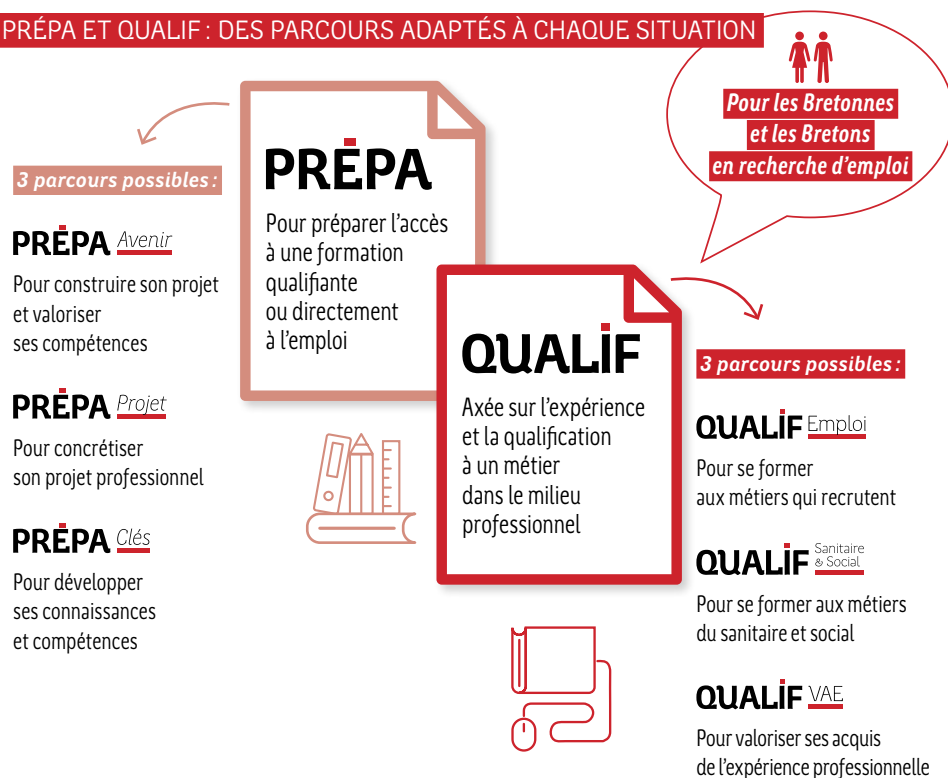 PRÉPA ET QUALIF : DES PARCOURS ADAPTÉS À CHAQUE SITUATION
Pour les Bretonnes
et les Bretons
en recherche d'emploi
3 parcours possibles :
PRÉPA Avenir
Pour construire son projet
et valoriser
ses compétences
PRÉPA Projet
Pour concrétiser
son projet professionnel
PRÉPA Clés
Pour développer
ses connaissances
et compétences
PRÉPA
Pour préparer l'accès
à une formation
qualifiante
ou directement
à l'emploi
QUALIF
Axée sur l'expérience
et la qualification
à un métier
dans le milieu
professionnel
3 parcours possibles :
QUALIF Emploi
Pour se former
aux métiers qui recrutent
QUALIF Sanitaire
& Social
Pour se former aux métiers
du sanitaire et social
QUALIF VAE
Pour valoriser ses acquis
de l'expérience professionnelle